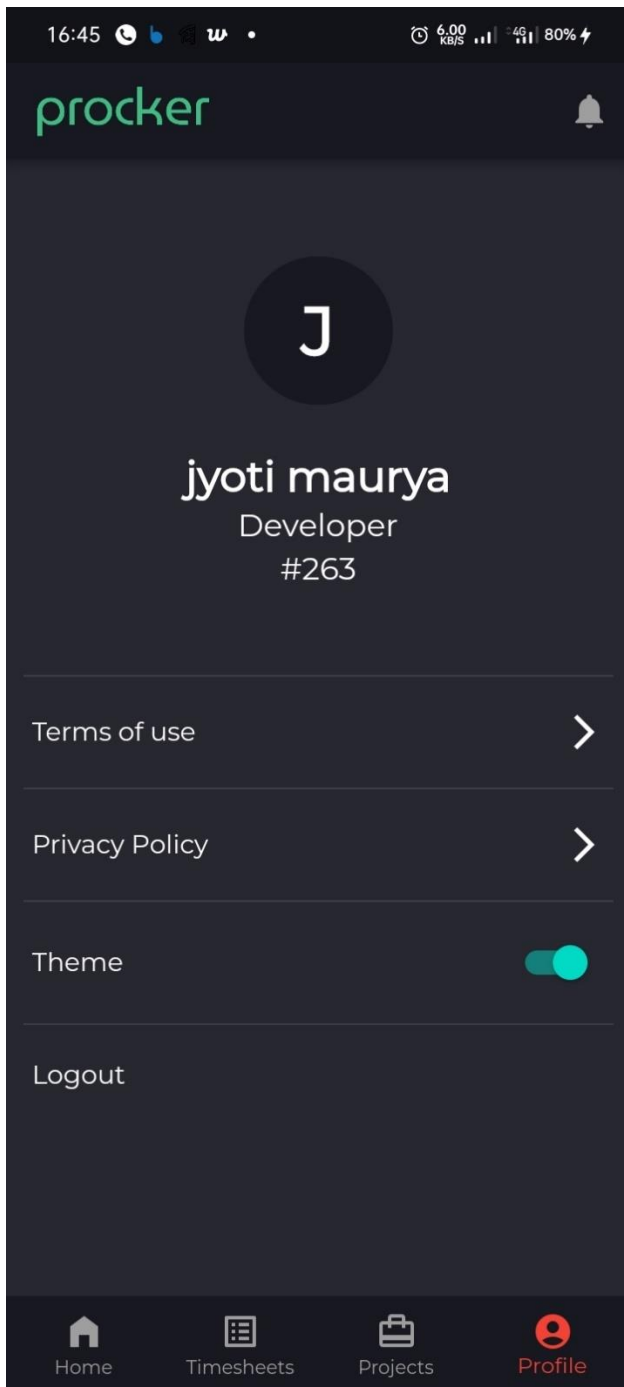 16:45 6.00 KB/S 4G 80%
procker
J
jyoti maurya
Developer
#263
Terms of use
Privacy Policy
Theme
Logout
Home Timesheets Projects Profile